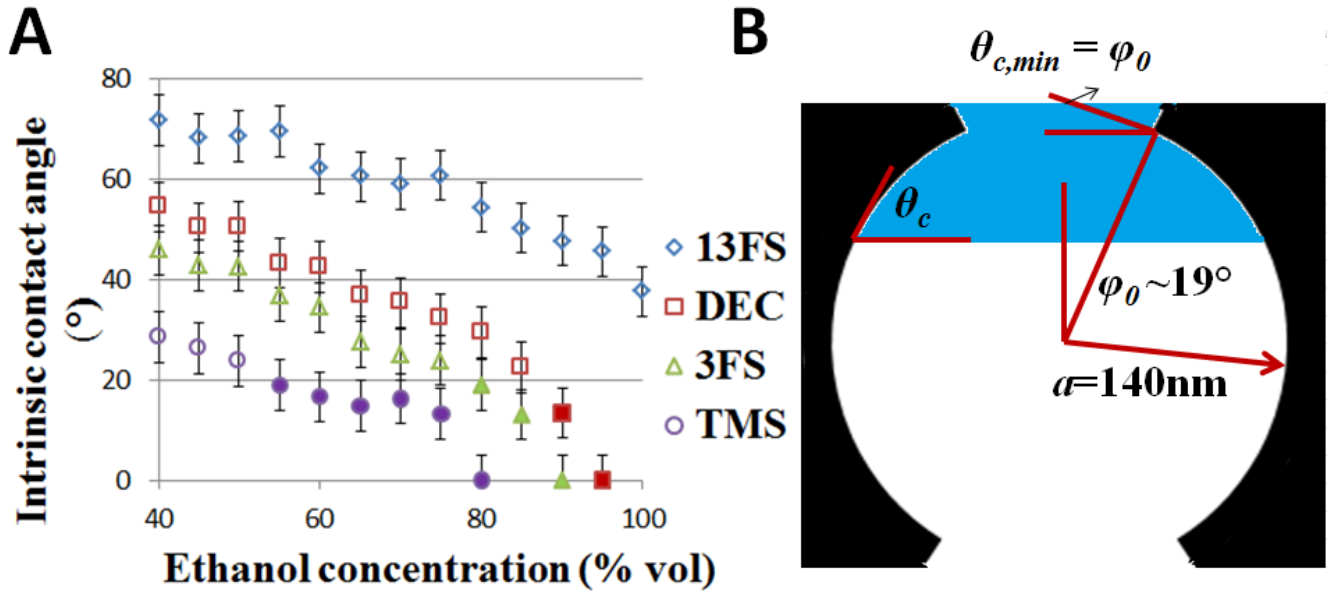 A
Intrinsic contact angle
(°)
80
60
40
20
0
40
60
80
100
Ethanol concentration (% vol)
13FS
DEC
3FS
TMS
B
θc,min = φ0
θc
φ0~19°
a=140nm